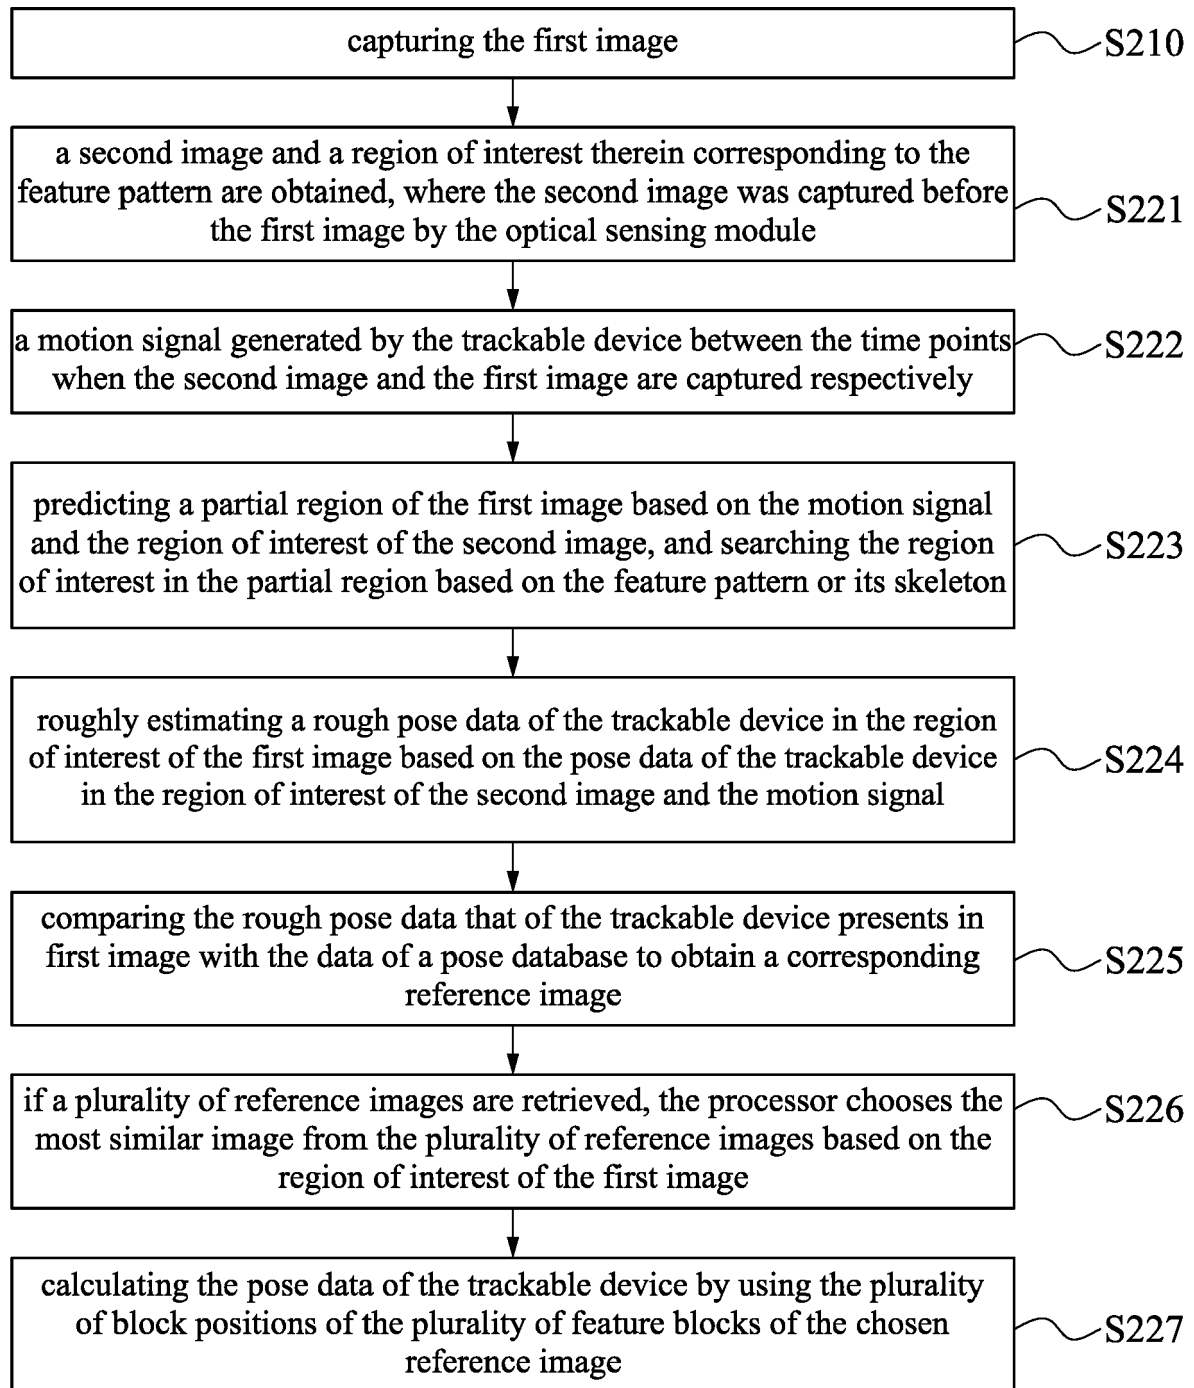 capturing the first image
S210
a second image and a region of interest therein corresponding to the
feature pattern are obtained, where the second image was captured before
the first image by the optical sensing module
S221
a motion signal generated by the trackable device between the time points
when the second image and the first image are captured respectively
S222
predicting a partial region of the first image based on the motion signal
and the region of interest of the second image, and searching the region
of interest in the partial region based on the feature pattern or its skeleton
S223
roughly estimating a rough pose data of the trackable device in the region
of interest of the first image based on the pose data of the trackable device
in the region of interest of the second image and the motion signal
S224
comparing the rough pose data that of the trackable device presents in
first image with the data of a pose database to obtain a corresponding
reference image
S225
if a plurality of reference images are retrieved, the processor chooses the
most similar image from the plurality of reference images based on the
region of interest of the first image
S226
calculating the pose data of the trackable device by using the plurality
of block positions of the plurality of feature blocks of the chosen
reference image
S227